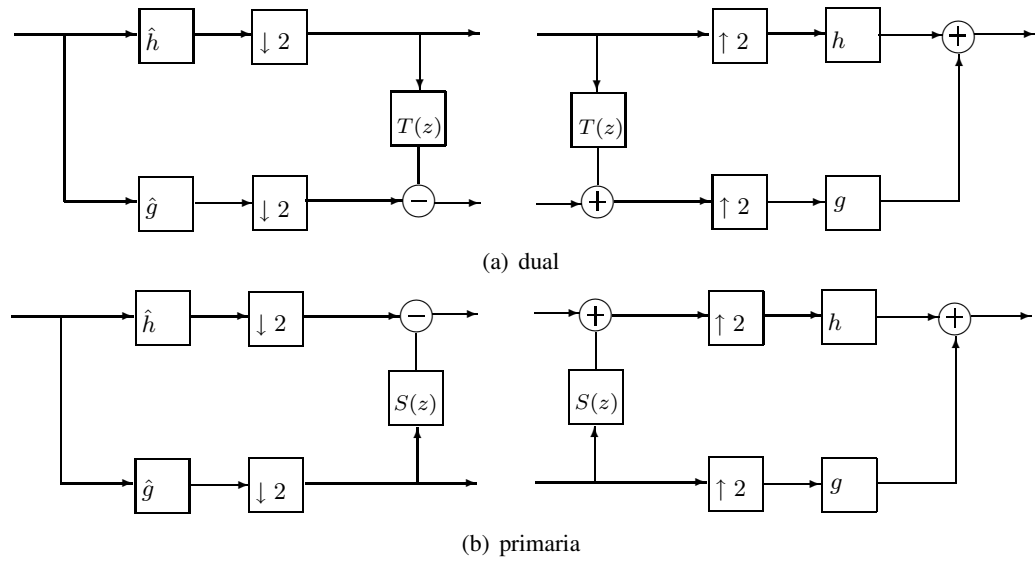 ĥ ↓ 2 ↑ 2 h +
T(z) T(z)
ĝ ↓ 2 − + ↑ 2 g
(a) dual
ĥ ↓ 2 − + ↑ 2 h +
S(z) S(z)
ĝ ↓ 2 ↑ 2 g
(b) primaria